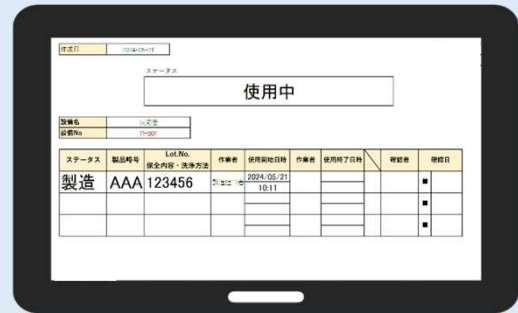 作成日
ステータス
使用中
設備名
設備No
ステータス 製品略号 Lot.No. 保全内容・洗浄方法 作業者 使用開始日時 作業者 使用終了日時 確認者 確認日
製造 AAA 123456 2024/05/21
10:11